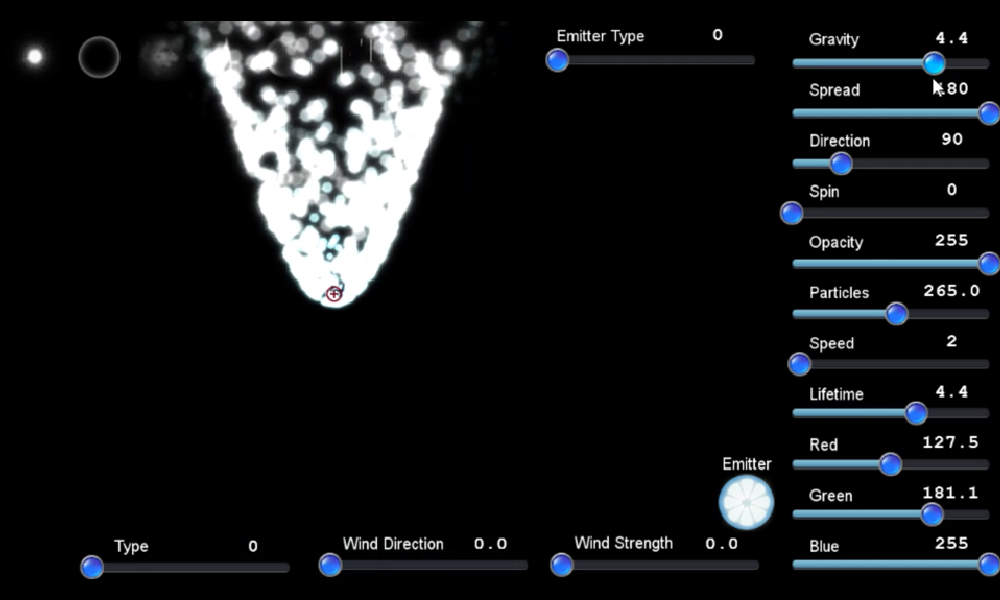 Emitter Type 0
Gravity 4.4
Spread 180
Direction 90
Spin 0
Opacity 255
Particles 265.0
Speed 2
Lifetime 4.4
Red 127.5
Emitter
Green 181.1
Type 0
Wind Direction 0.0
Wind Strength 0.0
Blue 255